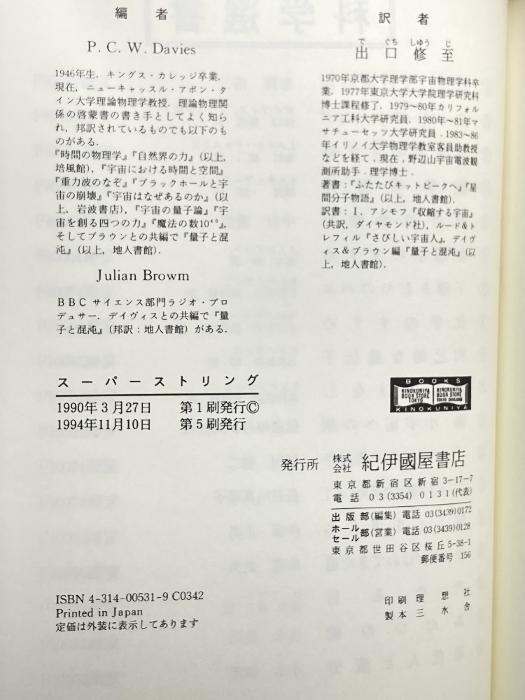 編者
P. C. W. Davies
1946年生，キングス・カレッジ卒業．
現在，ニューキャッスル・アポン・タ
イン大学理論物理学教授．理論物理関
係の啓蒙書の書き手としてよく知ら
れ，邦訳されているものでも以下のも
のがある．
『時間の物理学』『自然界の力』(以上，
培風館)，『宇宙における時間と空間』
『重力波のなぞ』『ブラックホールと宇
宙の崩壊』『宇宙はなぜあるのか』(以
上，岩波書店)，『宇宙の量子論』『宇宙
を創る四つの力』『魔法の数10⁴⁰』，
そしてブラウンとの共編で『量子と混
沌』(以上，地人書館)．
Julian Browm
BBCサイエンス部門ラジオ・プロ
デュサー．デイヴィスとの共編で『量
子と混沌』(邦訳：地人書館)がある．
訳者
で ぐち しゅう じ
出口修至
1970年京都大学理学部宇宙物理学科卒
業，1977年東京大学大学院理学研究科
博士課程修了，1979〜80年カリフォル
ニア工科大学研究員，1980年〜81年マ
サチューセッツ大学研究員，1983〜86
年イリノイ大学物理学教室客員助教授
などを経て，現在，野辺山宇宙電波観
測所助手．理学博士．
著書：『ふたたびキットピークへ』『星
間分子物語』(以上，地人書館)．
訳書：I．アシモフ『収縮する宇宙』
(共訳，ダイヤモンド社)，ルード＆ト
レフィル『さびしい宇宙人』，デイヴ
ィス＆ブラウン編『量子と混沌』(以
上，地人書館)．
スーパーストリング
1990年3月27日 第1刷発行©
1994年11月10日 第5刷発行
BOOKS
KINOKUNIYA
BOOK STORE
TOKYO
KINOKUNIYA
BOOK STORE
KINOKUNIYA
発行所 株式会社 紀伊國屋書店
東京都新宿区新宿3-17-7
電話 03(3354)0131(代表)
出版部(編集)電話03(3439)0172
ホール
セール部(営業)電話03(3439)0128
東京都世田谷区桜丘5-38-1
郵便番号 156
ISBN 4-314-00531-9 C0342
Printed in Japan
定価は外装に表示してあります
印刷 理想社
製本 三水舎